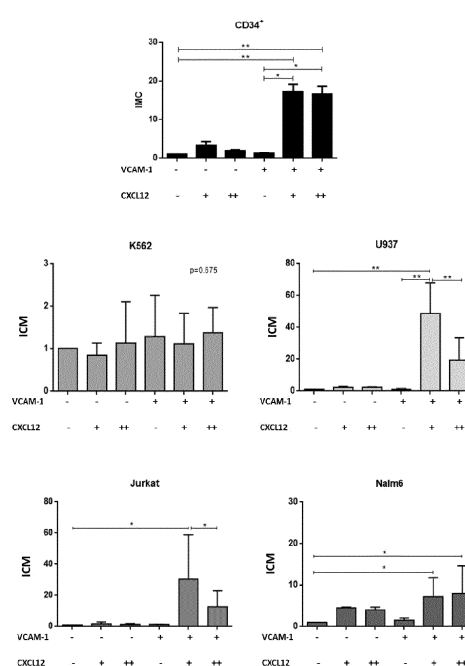 CD34+
30
**
**
*
*
20
IMC
10
0
VCAM-1 - - - + + +
CXCL12 - + ++ - + ++
K562
3
p=0.575
2
ICM
1
0
VCAM-1 - - - + + +
CXCL12 - + ++ - + ++
U937
80
**
** **
60
ICM
40
20
0
VCAM-1 - - - + + +
CXCL12 - + ++ - + ++
Jurkat
80
* *
60
ICM
40
20
0
VCAM-1 - - - + + +
CXCL12 - + ++ - + ++
Nalm6
30
*
*
20
ICM
10
0
VCAM-1 - - - + + +
CXCL12 - + ++ - + ++